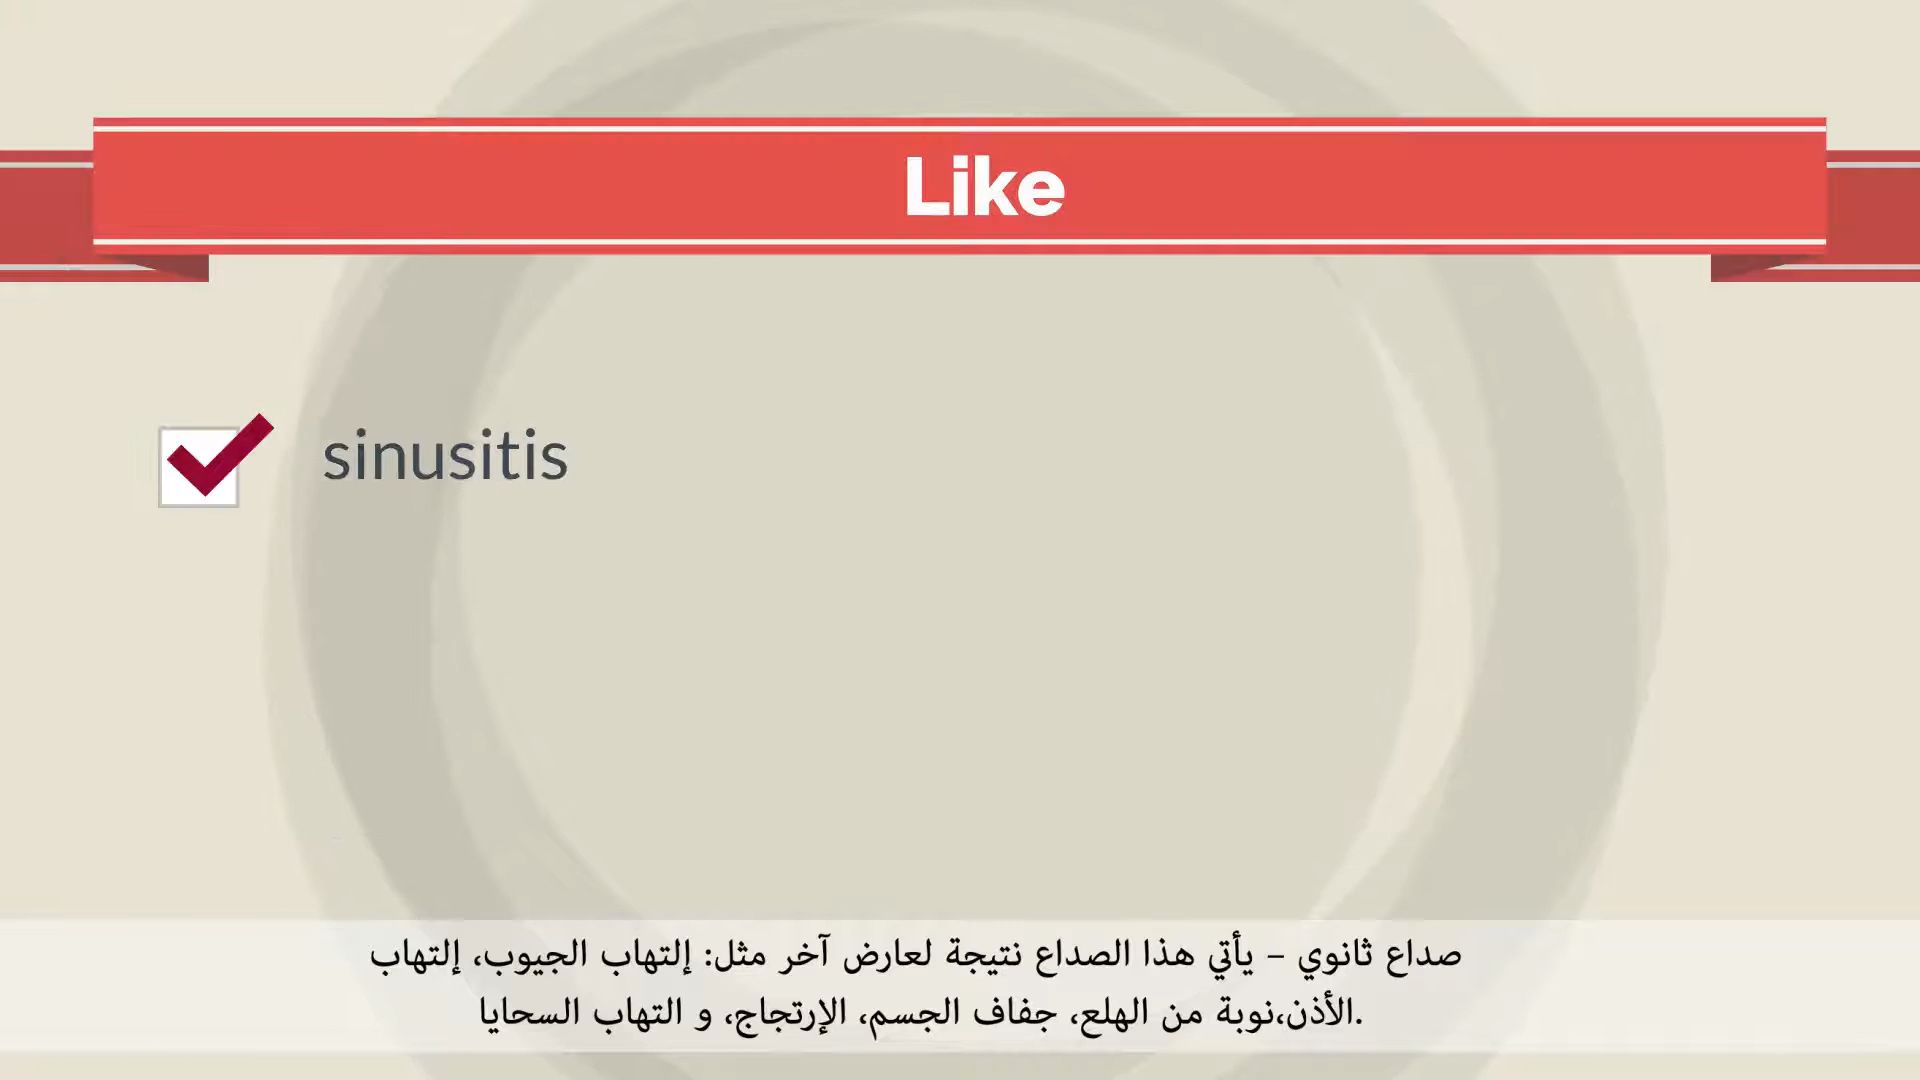 Like
sinusitis
صداع ثانوي – يأتي هذا الصداع نتيجة لعارض آخر مثل: إلتهاب الجيوب، إلتهاب
الأذن،نوبة من الهلع، جفاف الجسم، الإرتجاج، و التهاب السحايا.